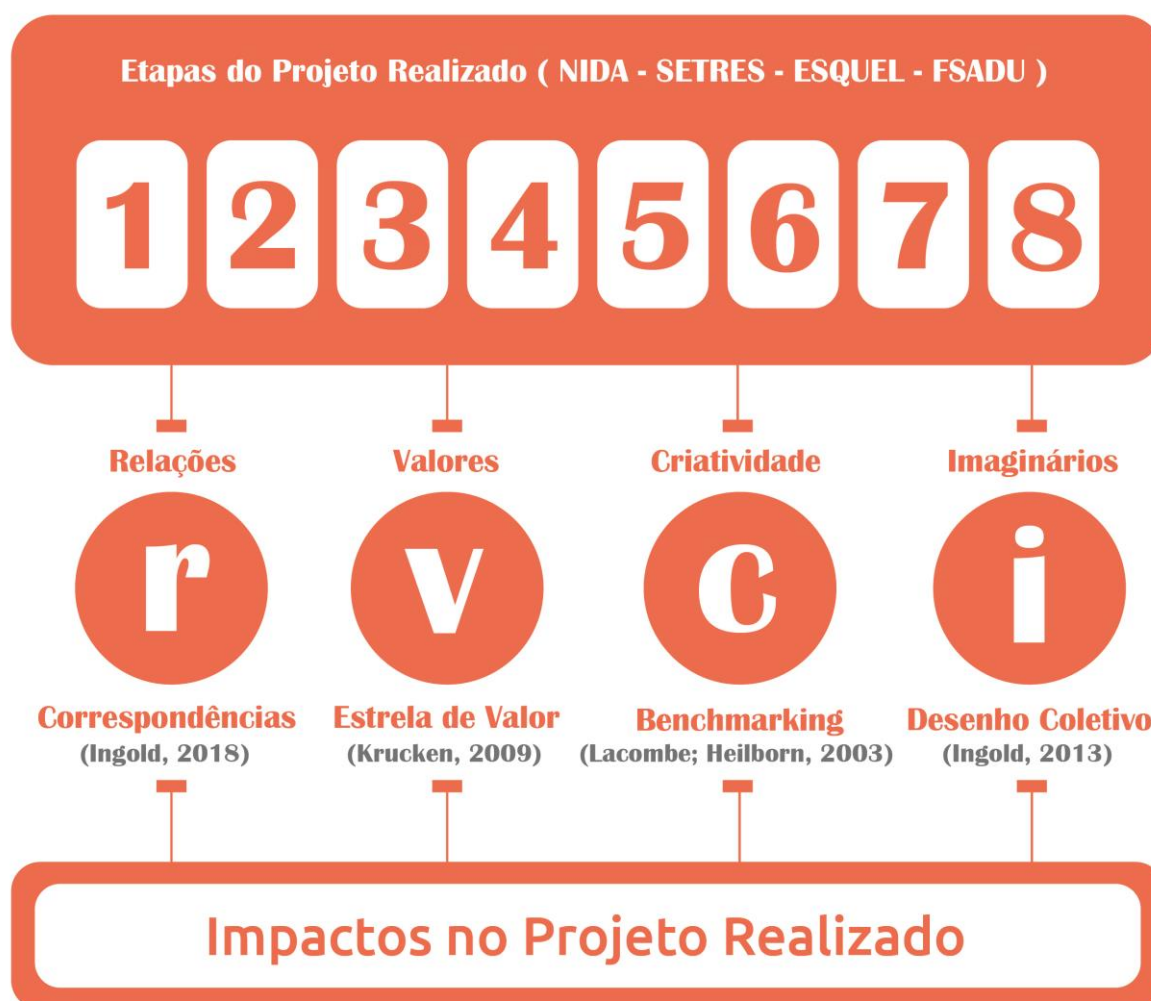 Etapas do Projeto Realizado ( NIDA - SETRES - ESQUEL - FSADU )
1 2 3 4 5 6 7 8
Relações Valores Criatividade Imaginários
r v c i
Correspondências Estrela de Valor Benchmarking Desenho Coletivo
(Ingold, 2018) (Krucken, 2009) (Lacombe; Heilborn, 2003) (Ingold, 2013)
Impactos no Projeto Realizado